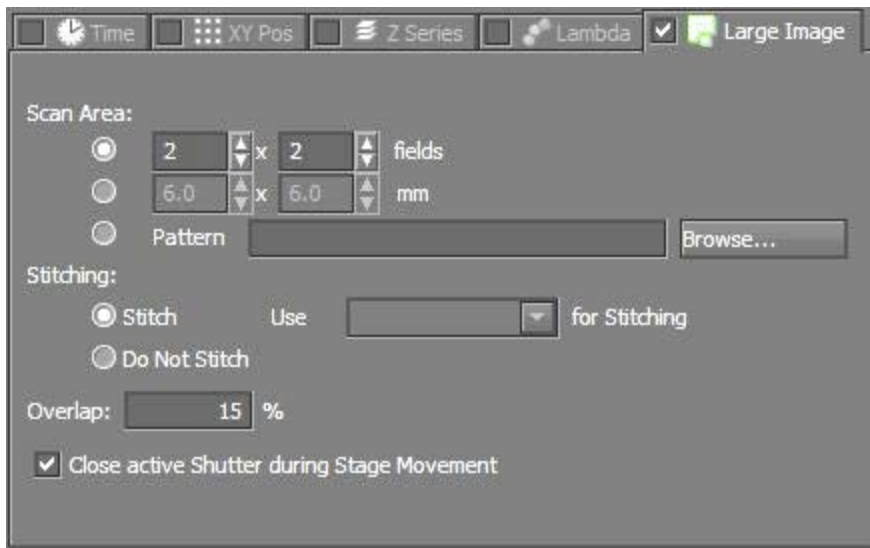 Time XY Pos Z Series Lambda Large Image
Scan Area:
2 x 2 fields
6.0 x 6.0 mm
Pattern Browse...
Stitching:
Stitch Use for Stitching
Do Not Stitch
Overlap: 15 %
Close active Shutter during Stage Movement